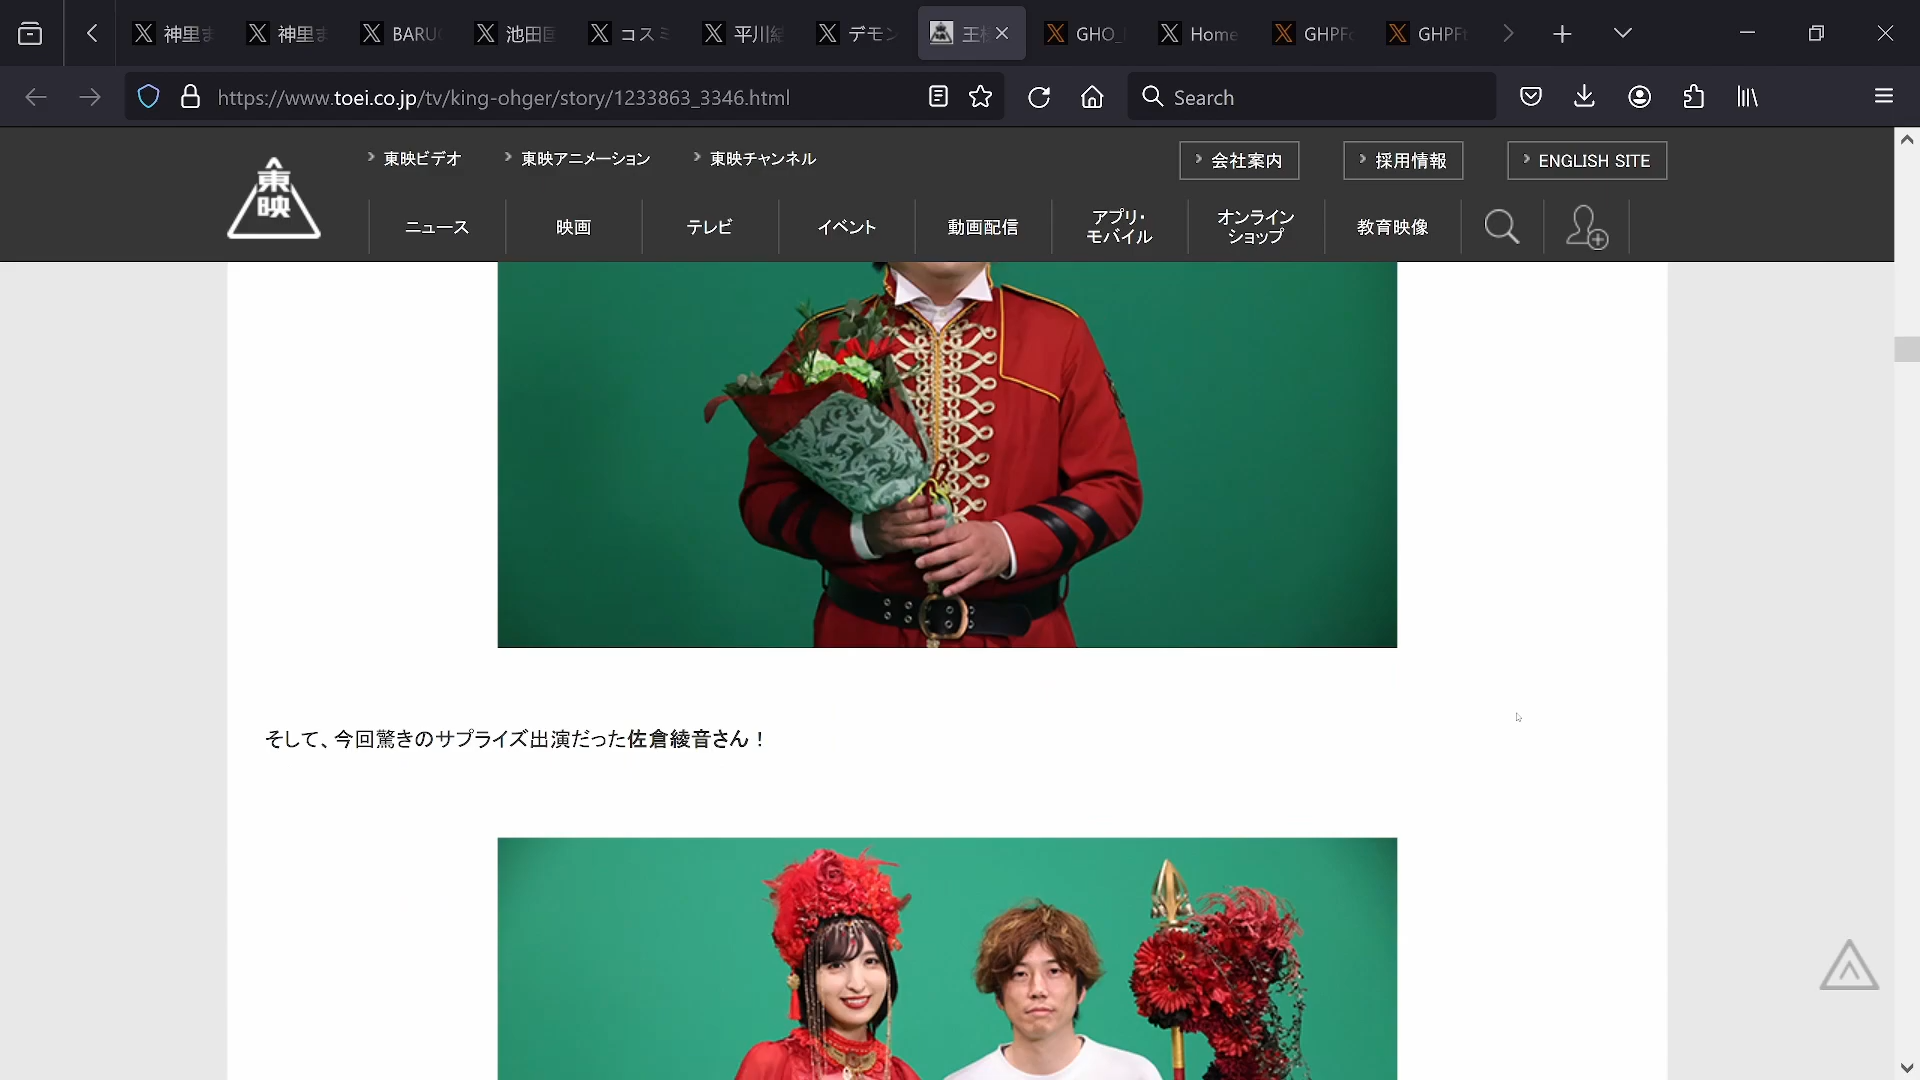 神里
神里
BARU
池田
コスミ
平川
デモン
王
GHO_
Home
GHPF
GHPF
https://www.toei.co.jp/tv/king-ohger/story/1233863_3346.html
Search
東映
東映ビデオ
東映アニメーション
東映チャンネル
会社案内
採用情報
ENGLISH SITE
ニュース
映画
テレビ
イベント
動画配信
アプリ・
モバイル
オンライン
ショップ
教育映像
そして、今回驚きのサプライズ出演だった佐倉綾音さん！